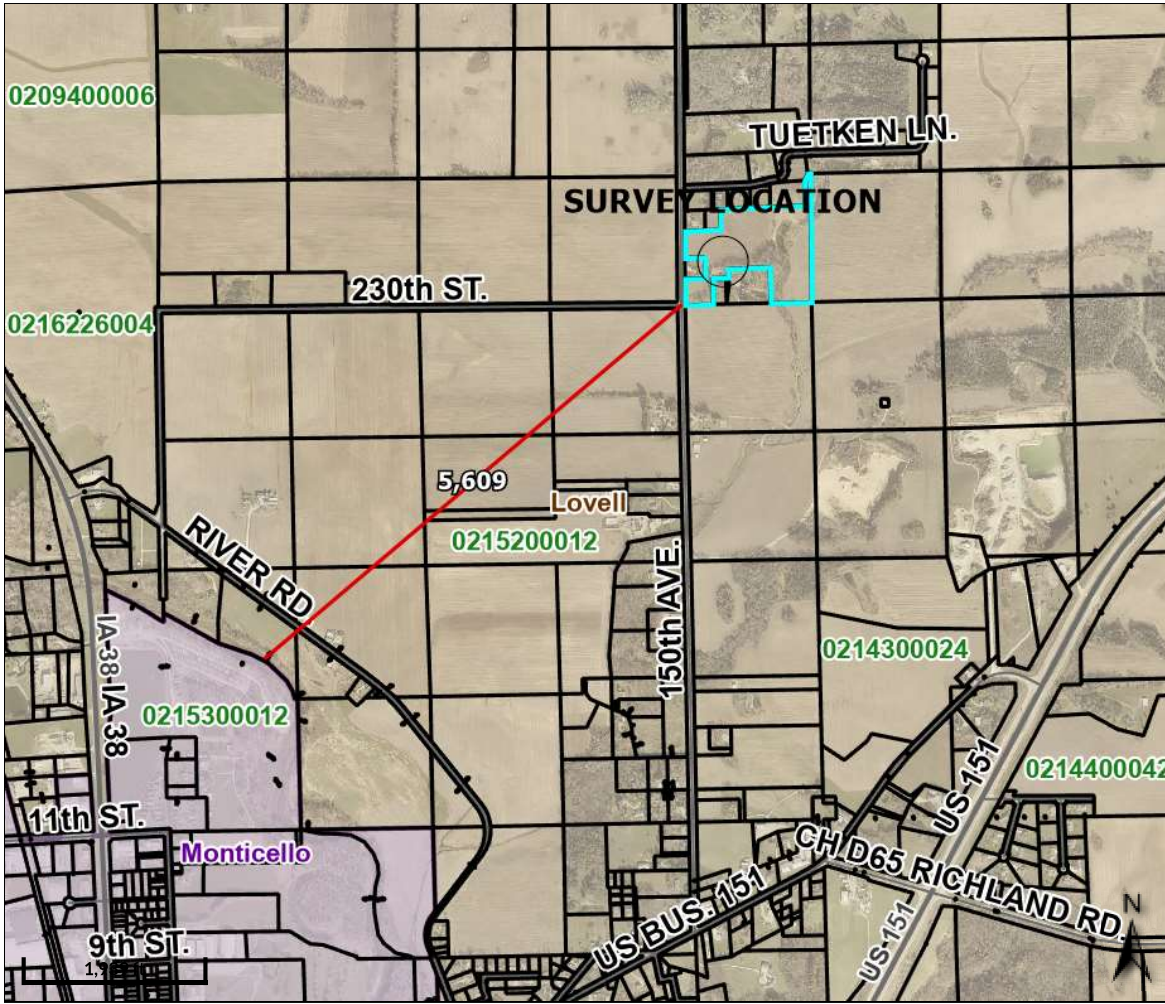 0209400006
TUETKEN LN.
SURVEY LOCATION
230th ST.
0216226004
5,609
Lovell
0215200012
RIVER RD
150th AVE.
IA-38
IA 38
0214300024
0215300012
US 151
0214400042
11th ST.
Monticello
CH D65 RICHLAND RD.
US BUS. 151
US-151
N
9th ST.